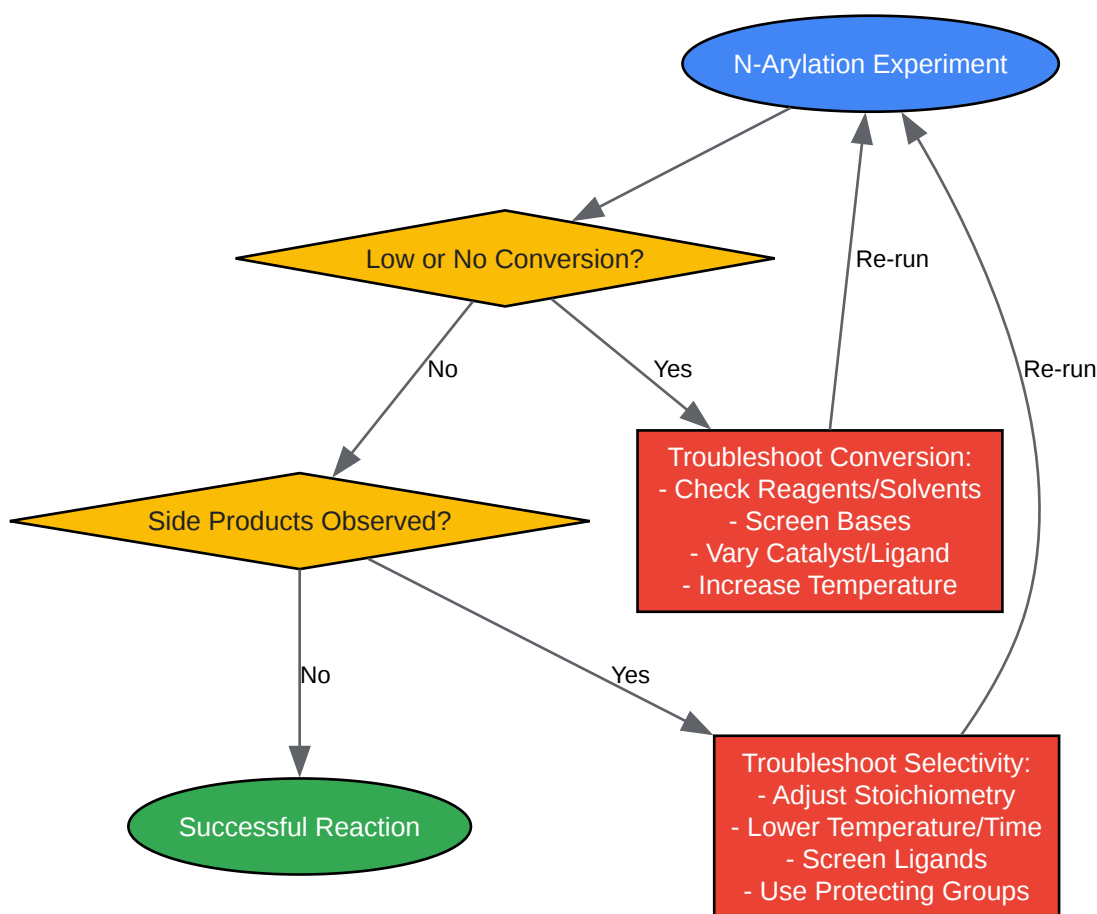 N-Arylation Experiment
Low or No Conversion?
Re-run
No
Yes
Re-run
Troubleshoot Conversion:
- Check Reagents/Solvents
- Screen Bases
- Vary Catalyst/Ligand
- Increase Temperature
Side Products Observed?
No
Yes
Successful Reaction
Troubleshoot Selectivity:
- Adjust Stoichiometry
- Lower Temperature/Time
- Screen Ligands
- Use Protecting Groups